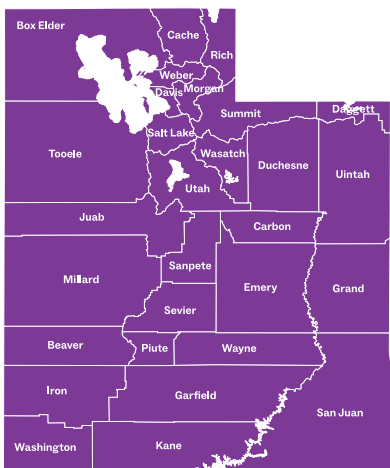 Box Elder
Cache
Rich
Weber
Davis
Morgan
Summit
Daggett
Salt Lake
Tooele
Wasatch
Duchesne
Uintah
Utah
Juab
Carbon
Sanpete
Millard
Emery
Grand
Sevier
Beaver
Piute
Wayne
Iron
Garfield
San Juan
Washington
Kane